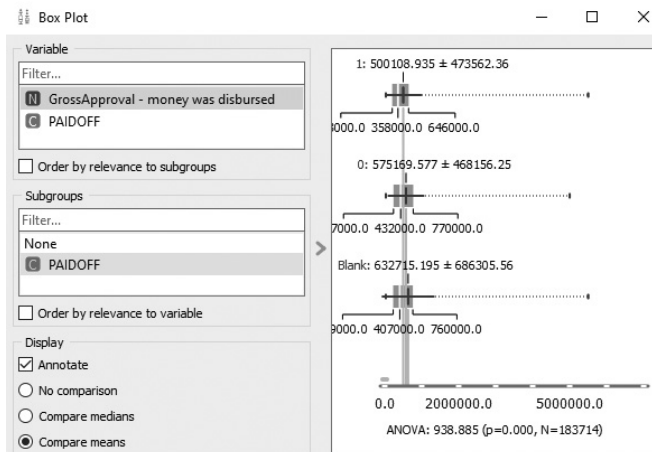 Box Plot
Variable
Filter...
N GrossApproval - money was disbursed
C PAIDOFF
Order by relevance to subgroups
Subgroups
Filter...
None
C PAIDOFF
Order by relevance to variable
Display
Annotate
No comparison
Compare medians
Compare means
1: 500108.935 ± 473562.36
358000.0 646000.0
0: 575169.577 ± 468156.25
432000.0 770000.0
Blank: 632715.195 ± 686305.56
407000.0 760000.0
0.0 2000000.0 5000000.0
ANOVA: 938.885 (p=0.000, N=183714)